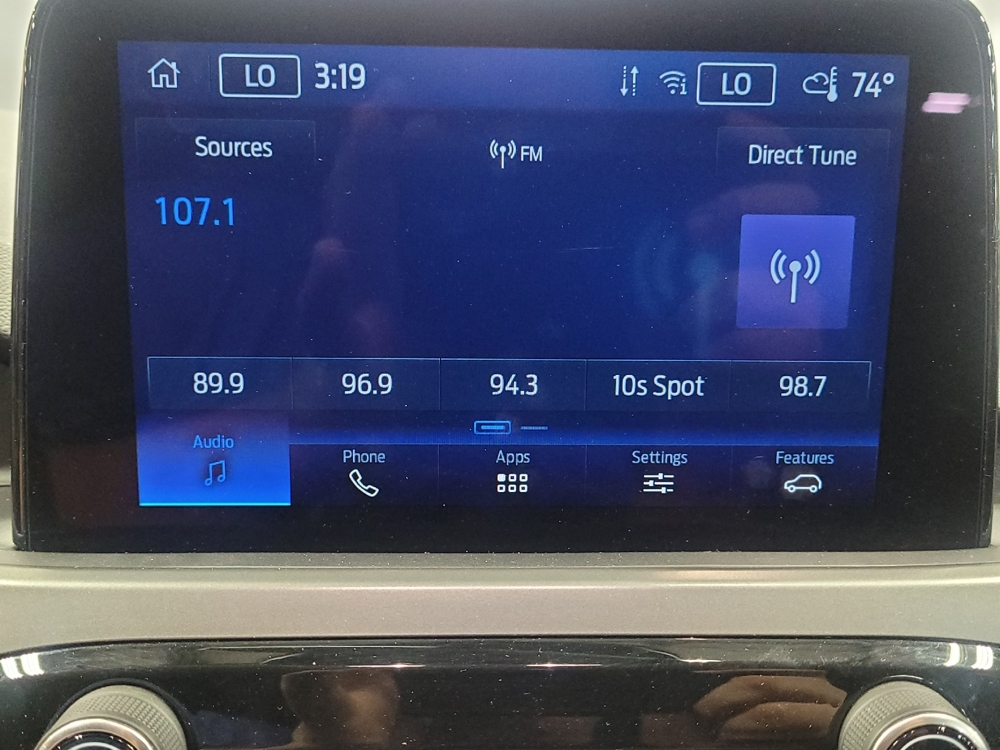 LO 3:19 LO 74°
Sources FM Direct Tune
107.1
89.9 96.9 94.3 10s Spot 98.7
Audio Phone Apps Settings Features